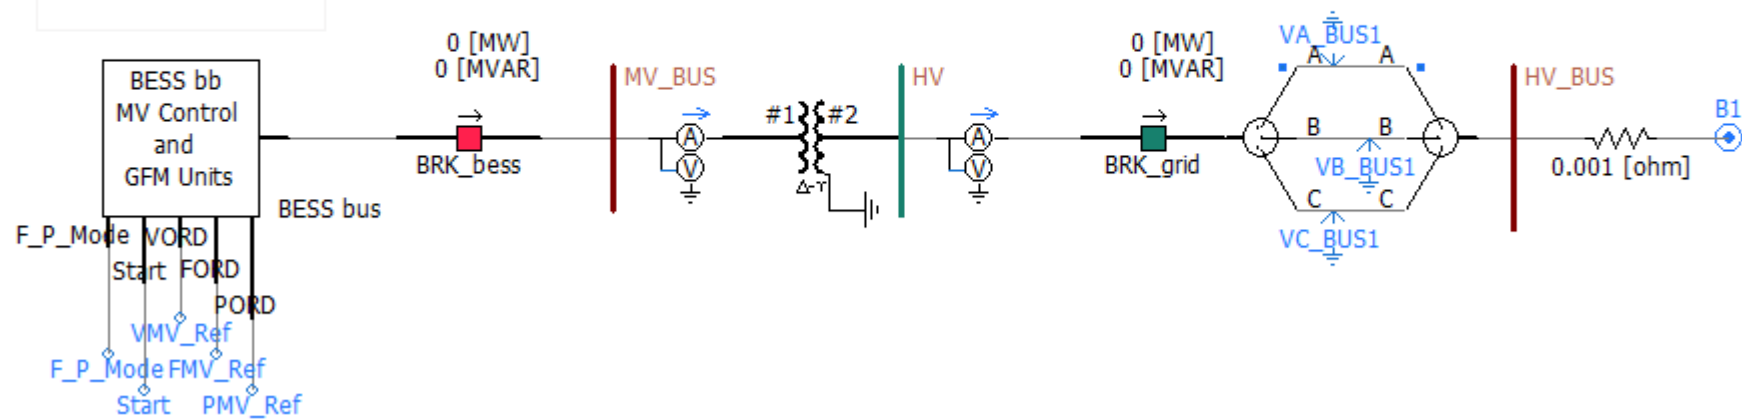 0 [MW]
0 [MVAR]
BESS bb
MV Control
and
GFM Units
BRK_bess
BESS bus
F_P_Mode
VORD
Start
FORD
PORD
VMV_Ref
F_P_Mode
FMV_Ref
Start
PMV_Ref
MV_BUS
A
V
#1
#2
Δ-Y
HV
A
V
0 [MW]
0 [MVAR]
BRK_grid
VA_BUS1
A
A
B
B
VB_BUS1
C
C
VC_BUS1
HV_BUS
0.001 [ohm]
B1